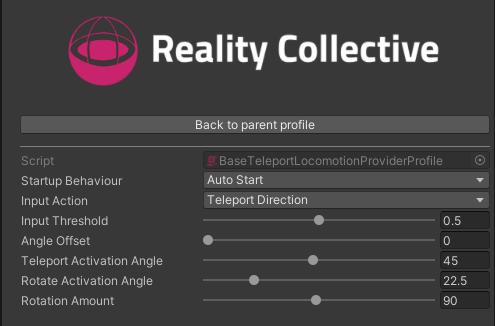 Reality Collective
Back to parent profile
Script BaseTeleportLocomotionProviderProfile
Startup Behaviour Auto Start
Input Action Teleport Direction
Input Threshold 0.5
Angle Offset 0
Teleport Activation Angle 45
Rotate Activation Angle 22.5
Rotation Amount 90